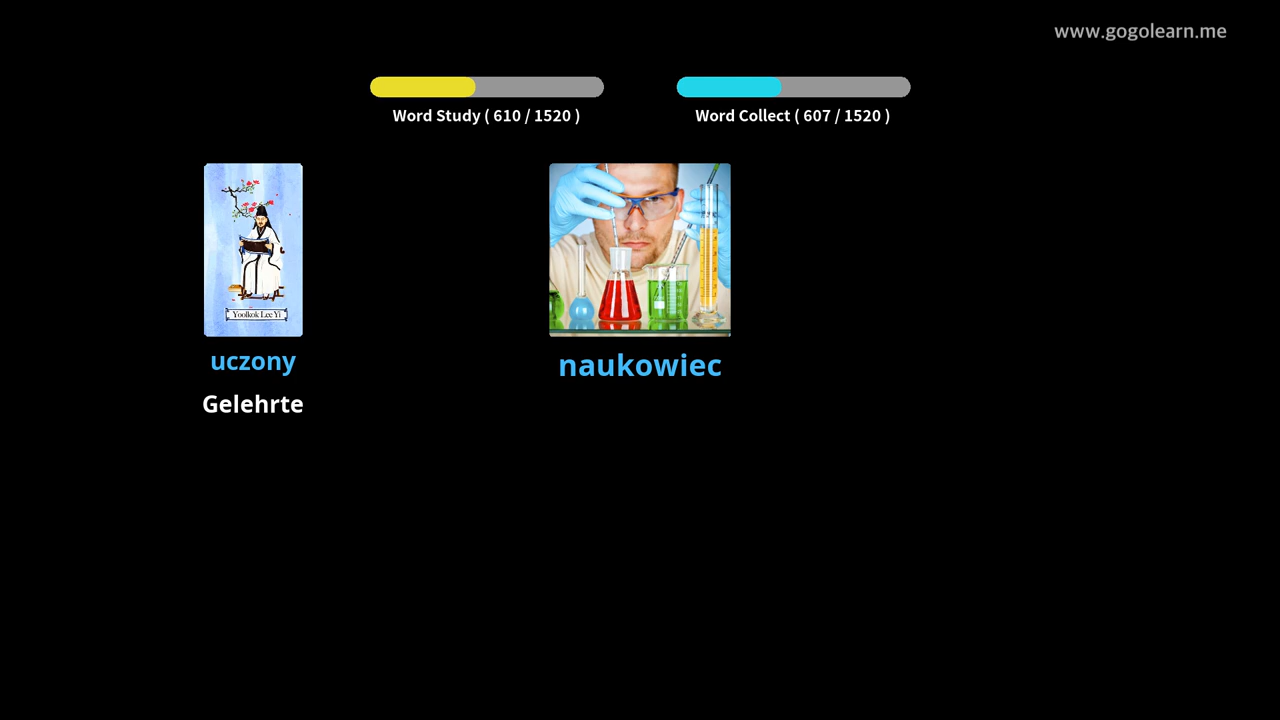 www.gogolearn.me
Word Study ( 610 / 1520 )
Word Collect ( 607 / 1520 )
Yoolkok Lee Yi
uczony
naukowiec
Gelehrte